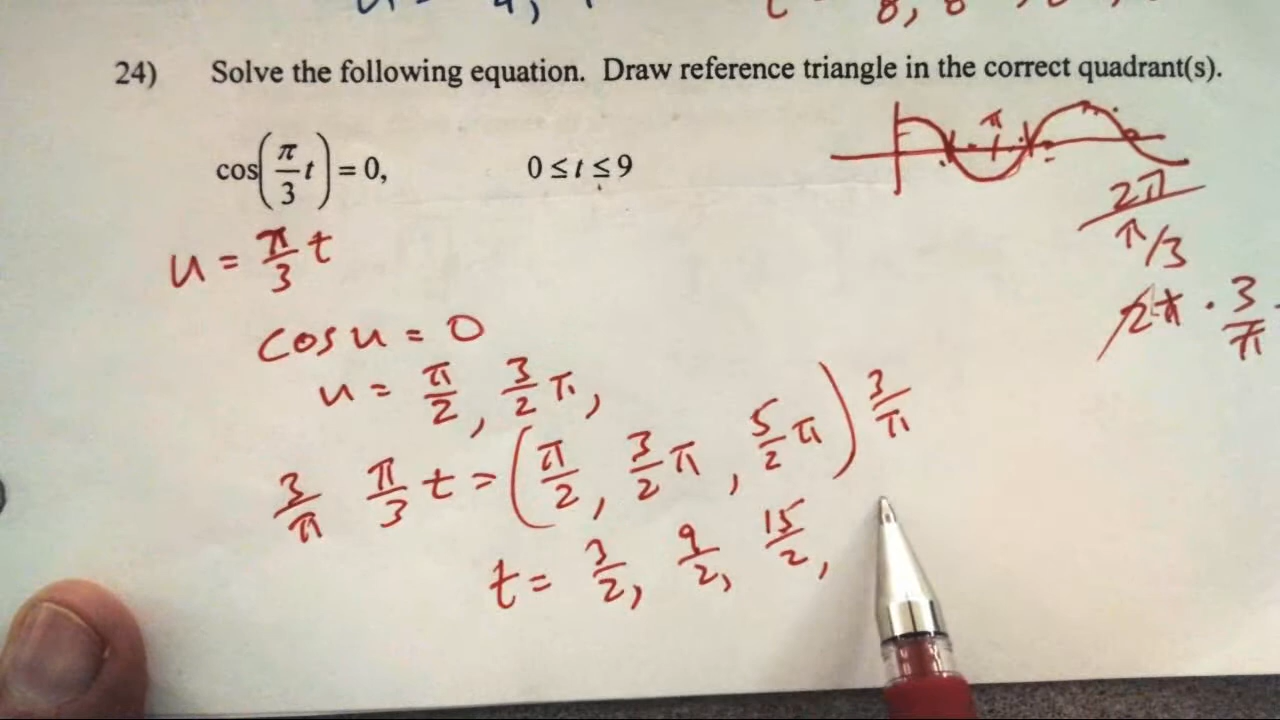 24) Solve the following equation. Draw reference triangle in the correct quadrant(s).
cos(π/3 t) = 0, 0 ≤ t ≤ 9
π
2π
π/3
2π · 3/π
u = π/3 t
cos u = 0
u = π/2, 3/2 π,
3/π π/3 t = (π/2, 3/2 π, 5/2 π) 3/π
t = 3/2, 9/2, 15/2,